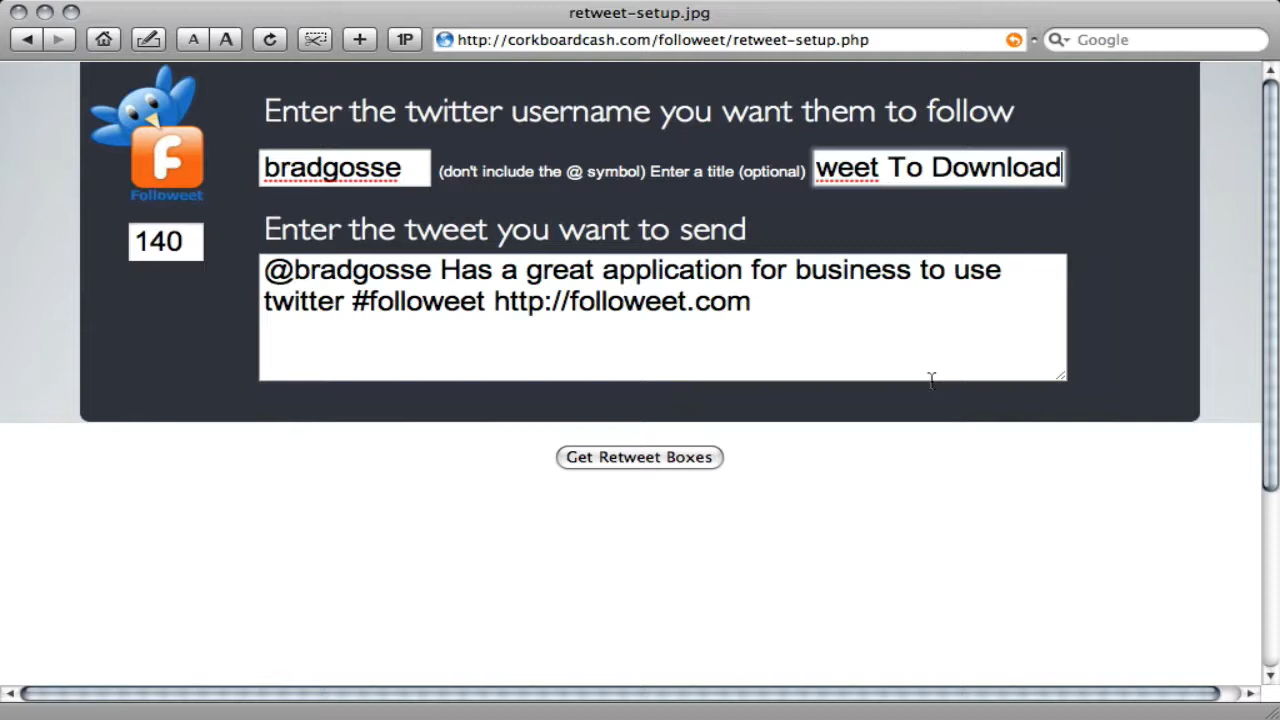 retweet-setup.jpg
A A + 1P http://corkboardcash.com/followeet/retweet-setup.php Google
Enter the twitter username you want them to follow
F
bradgosse (don't include the @ symbol) Enter a title (optional) weet To Download
Followeet
140
Enter the tweet you want to send
@bradgosse Has a great application for business to use
twitter #followeet http://followeet.com
Get Retweet Boxes